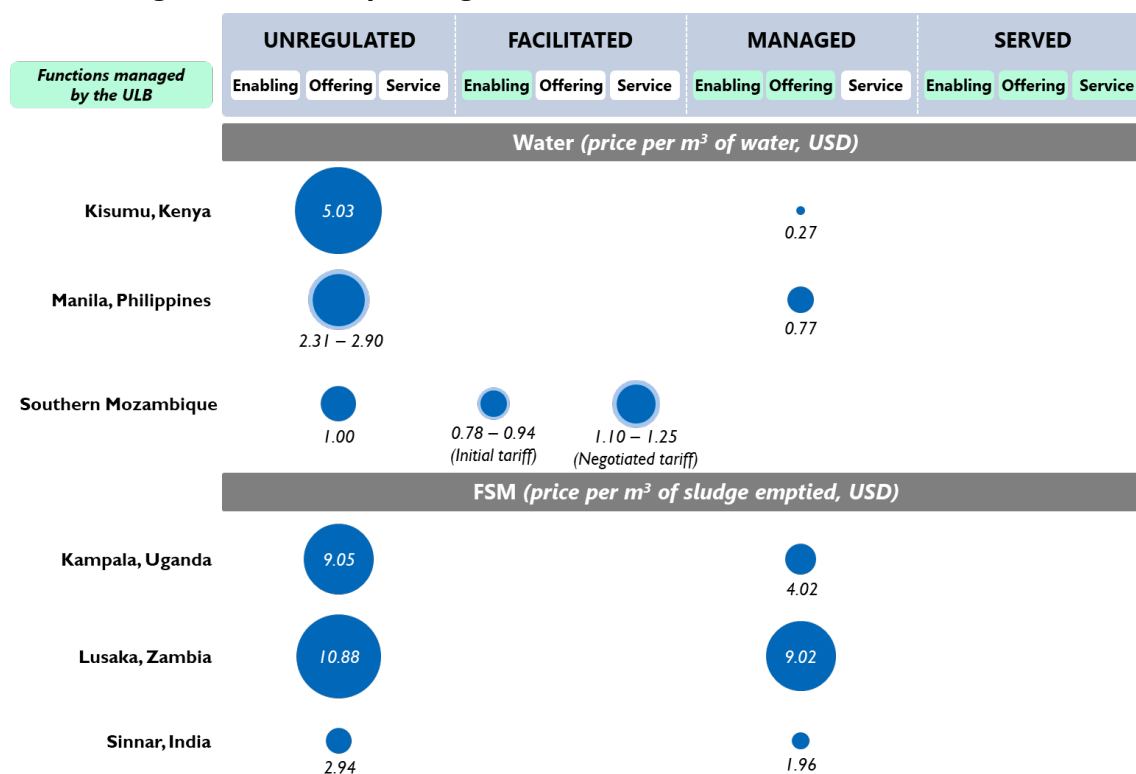 UNREGULATED FACILITATED MANAGED SERVED
Functions managed
by the ULB
Enabling Offering Service Enabling Offering Service Enabling Offering Service Enabling Offering Service
Water (price per m³ of water, USD)
Kisumu, Kenya 5.03 0.27
Manila, Philippines 2.31 – 2.90 0.77
Southern Mozambique 1.00 0.78 – 0.94 1.10 – 1.25
(Initial tariff) (Negotiated tariff)
FSM (price per m³ of sludge emptied, USD)
Kampala, Uganda 9.05 4.02
Lusaka, Zambia 10.88 9.02
Sinnar, India 2.94 1.96